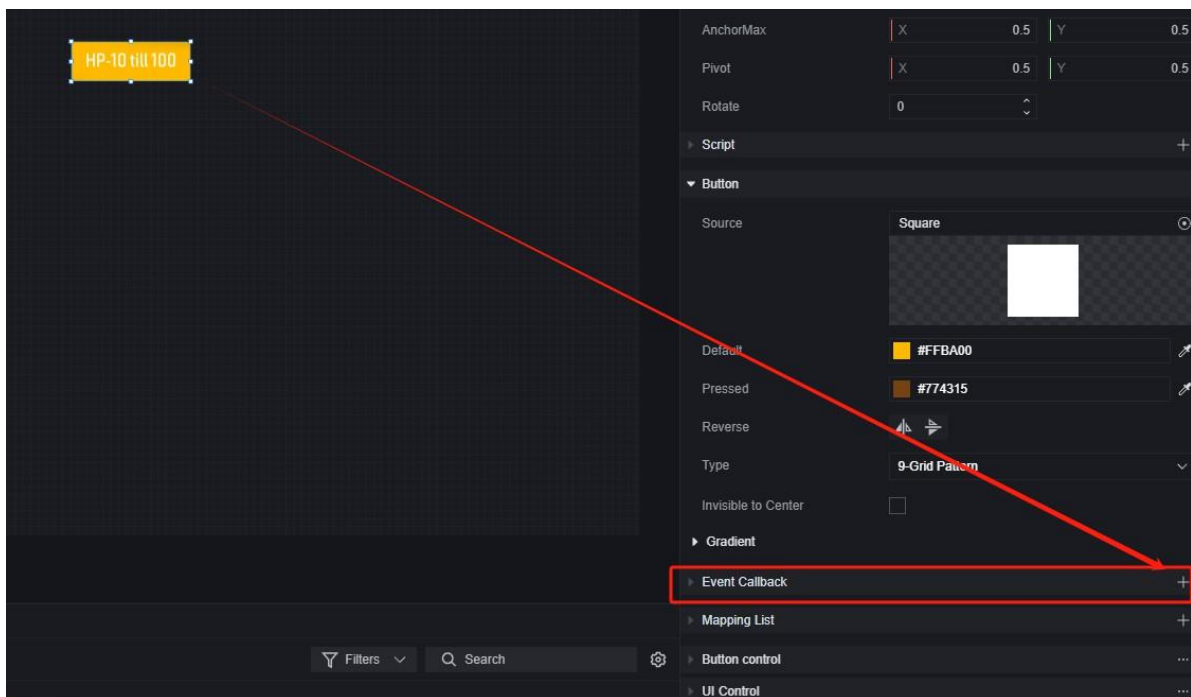 HP-10 till 100
AnchorMax X 0.5 Y 0.5
Pivot X 0.5 Y 0.5
Rotate 0
Script
Button
Source Square
Default #FFBA00
Pressed #774315
Reverse
Type 9-Grid Pattern
Invisible to Center
Gradient
Event Callback
Mapping List
Filters Search
Button control
UI Control